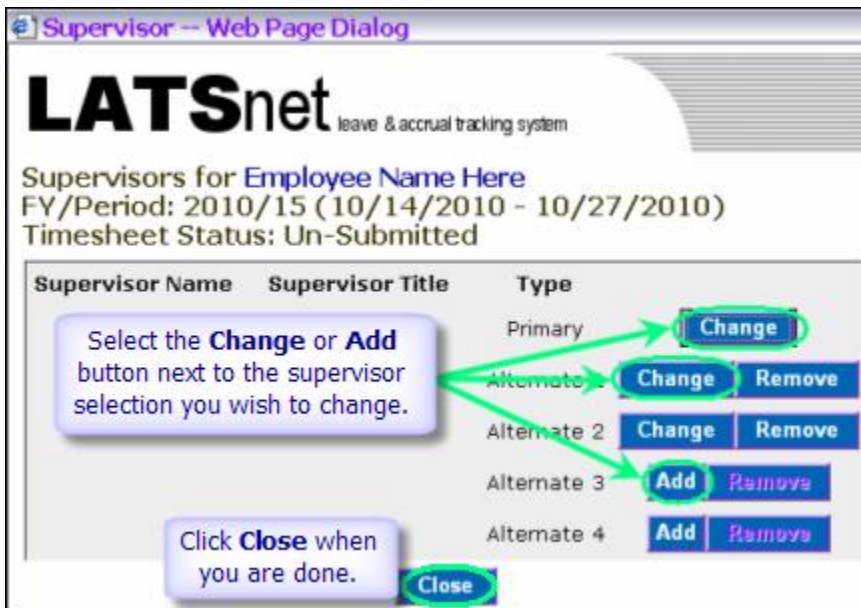 Supervisor -- Web Page Dialog
LATSnet leave & accrual tracking system
Supervisors for Employee Name Here
FY/Period: 2010/15 (10/14/2010 - 10/27/2010)
Timesheet Status: Un-Submitted
Supervisor Name Supervisor Title Type
Select the Change or Add
button next to the supervisor
selection you wish to change.
Primary Change
Alternate Change Remove
Alternate 2 Change Remove
Alternate 3 Add Remove
Alternate 4 Add Remove
Click Close when
you are done.
Close